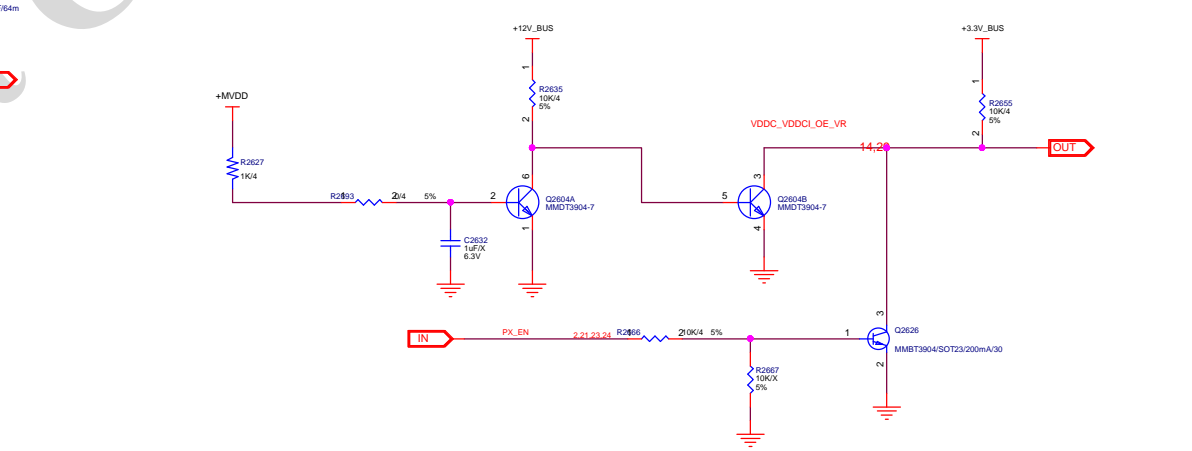 /64m
+12V_BUS
+3.3V_BUS
1
R2635
10K/4
5%
2
+MVDD
1
R2655
10K/4
5%
2
VDDC_VDDCI_OE_VR
OUT
R2627
1K/4
2
5%
2
6
Q2604A
MMDT3904-7
1
5
3
Q2604B
MMDT3904-7
4
C2632
1uF/X
6.3V
IN
PX_EN
2,21,23,24
10K/4
5%
1
3
Q2626
MMBT3904/SOT23/200mA/30
2
R2667
10K/X
5%